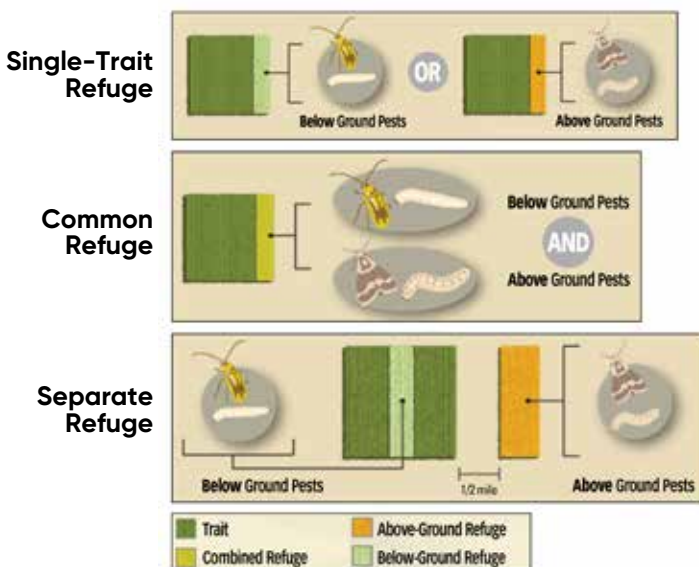 Single-Trait
Refuge
OR
Below Ground Pests
Above Ground Pests
Common
Refuge
Below Ground Pests
AND
Above Ground Pests
Separate
Refuge
Below Ground Pests
1/2 mile
Above Ground Pests
Trait
Above-Ground Refuge
Combined Refuge
Below-Ground Refuge